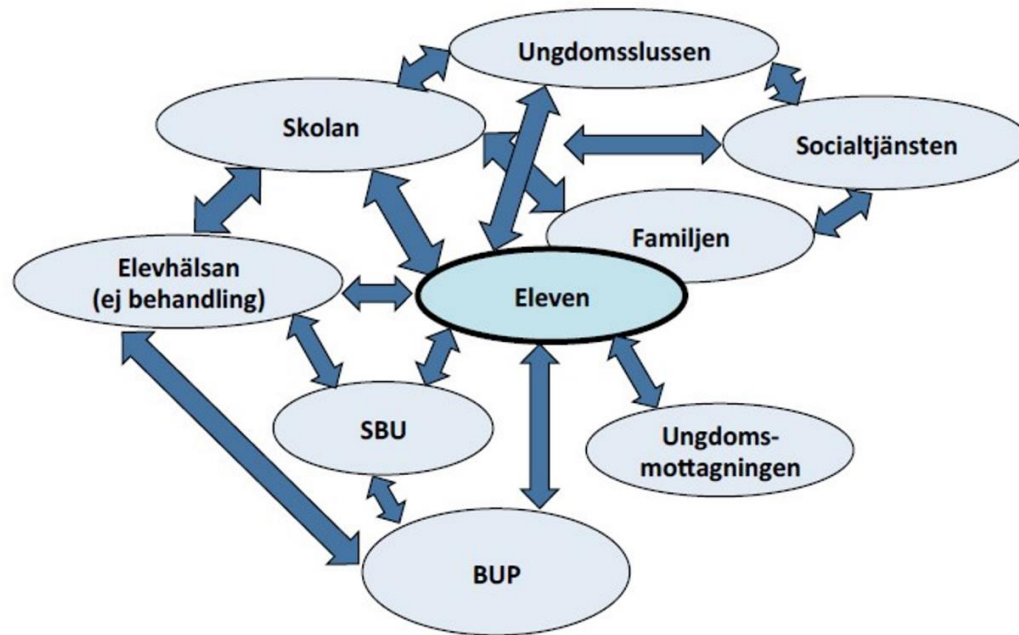 Ungdomsslussen
Skolan
Socialtjänsten
Familjen
Elevhälsan
(ej behandling)
Eleven
SBU
Ungdoms-
mottagningen
BUP